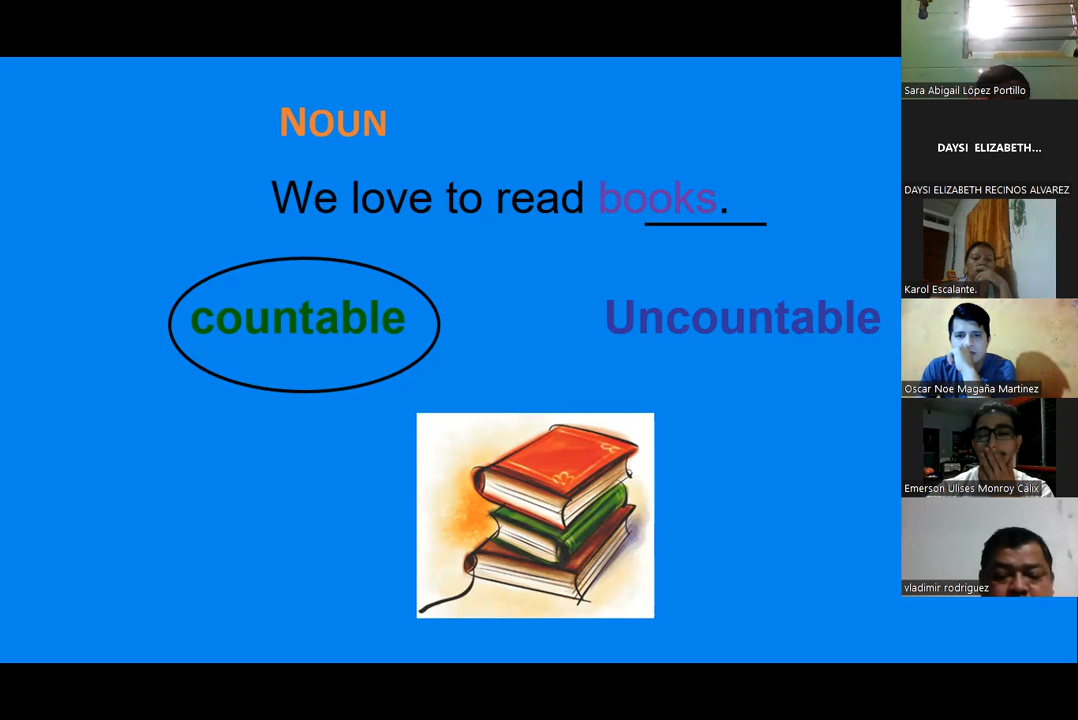 NOUN
We love to read books.
countable
Uncountable
Sara Abigail López Portillo
DAYSI ELIZABETH...
DAYSI ELIZABETH RECINOS ALVAREZ
Karol Escalante.
Oscar Noe Magaña Martinez
Emerson Ulises Monroy Cálix
vladimir rodriguez